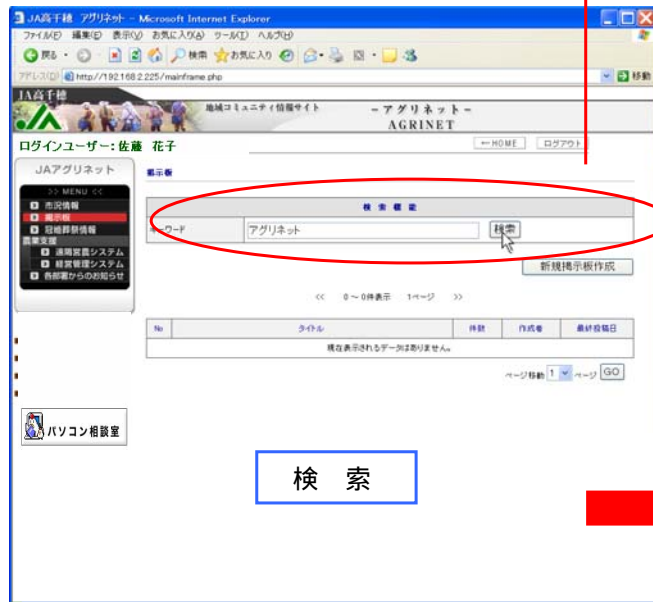 JA高千穂 アグリネット - Microsoft Internet Explorer
ファイル(F) 編集(E) 表示(V) お気に入り(A) ツール(T) ヘルプ(H)
戻る 検索 お気に入り
アドレス(D) http://192.168.2.225/mainframe.php 移動
JA高千穂
地域コミュニティ情報サイト －アグリネット－
AGRINET
ログインユーザー:佐藤 花子
←HOME ログアウト
JAアグリネット
>> MENU <<
市況情報
掲示板
冠婚葬祭情報
農業支援
週間営農システム
経営管理システム
各部署からのお知らせ
パソコン相談室
掲示板
検索機能
キーワード アグリネット 検索
新規掲示板作成
<< 0～0件表示 1ページ >>
No タイトル 件数 作成者 最終投稿日
現在表示されるデータはありません。
ページ移動 1 ページ GO
検 索